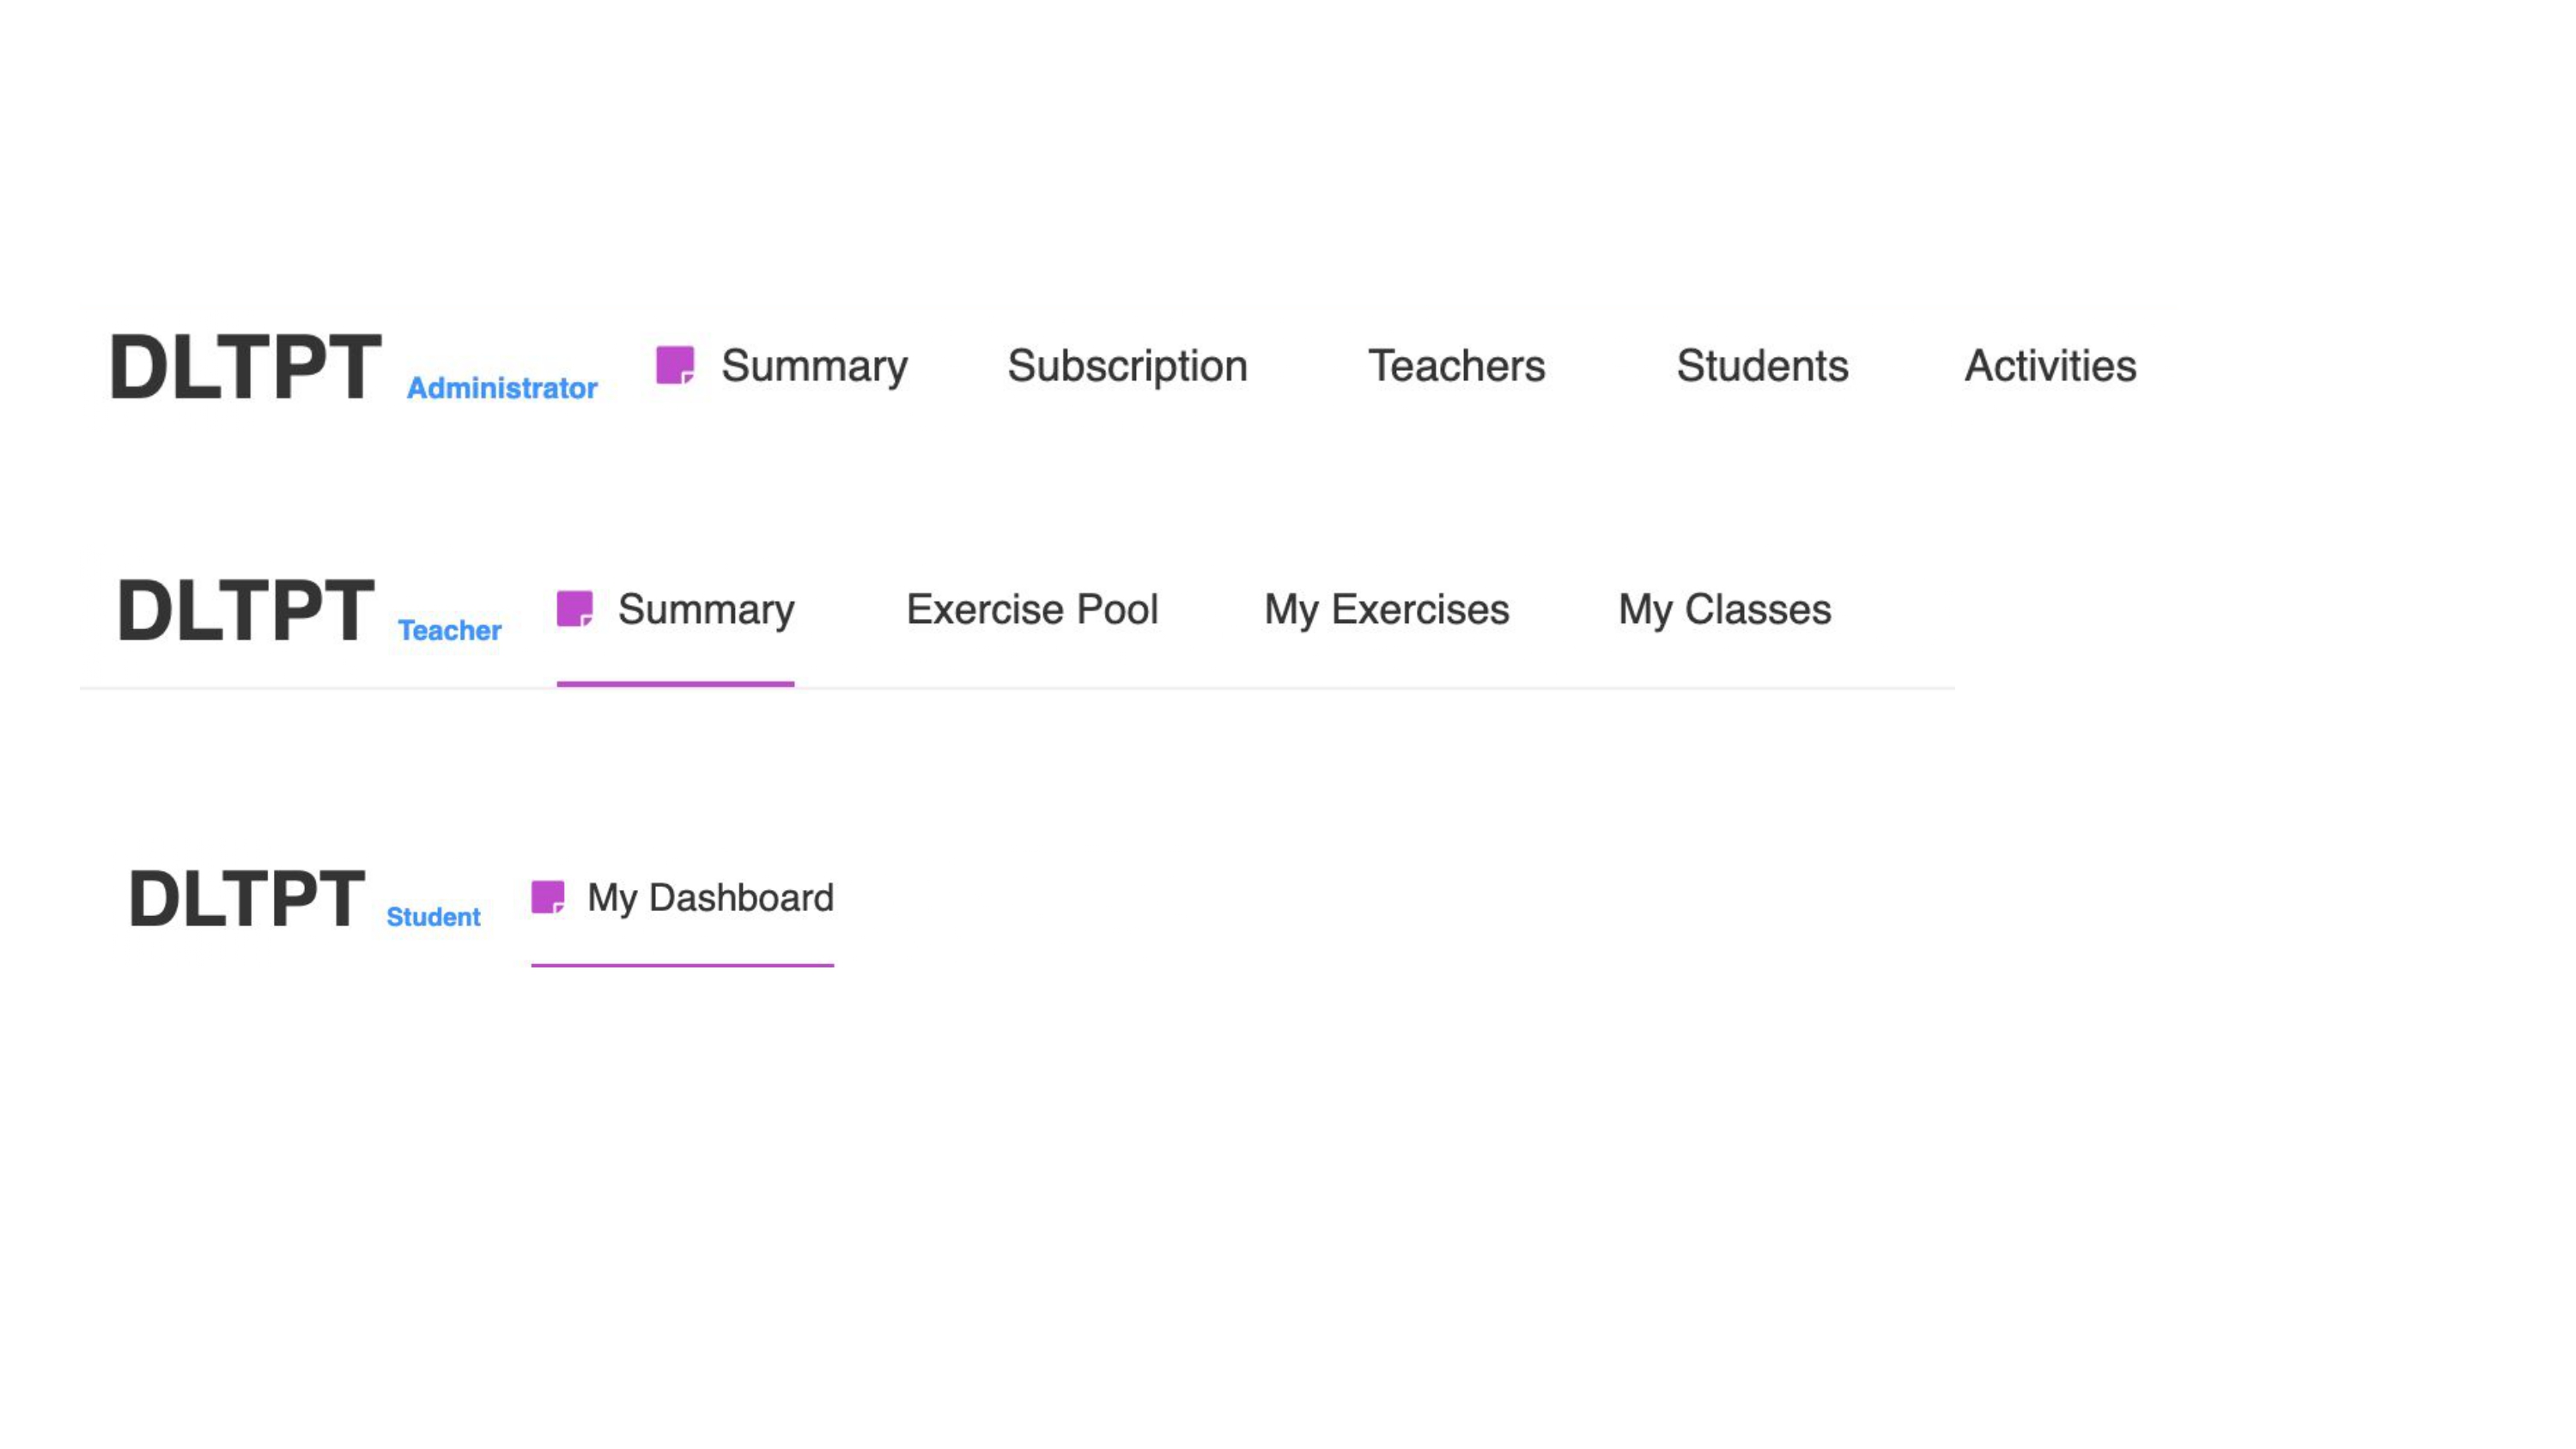 DLTPT Administrator Summary Subscription Teachers Students Activities
DLTPT Teacher Summary Exercise Pool My Exercises My Classes
DLTPT Student My Dashboard